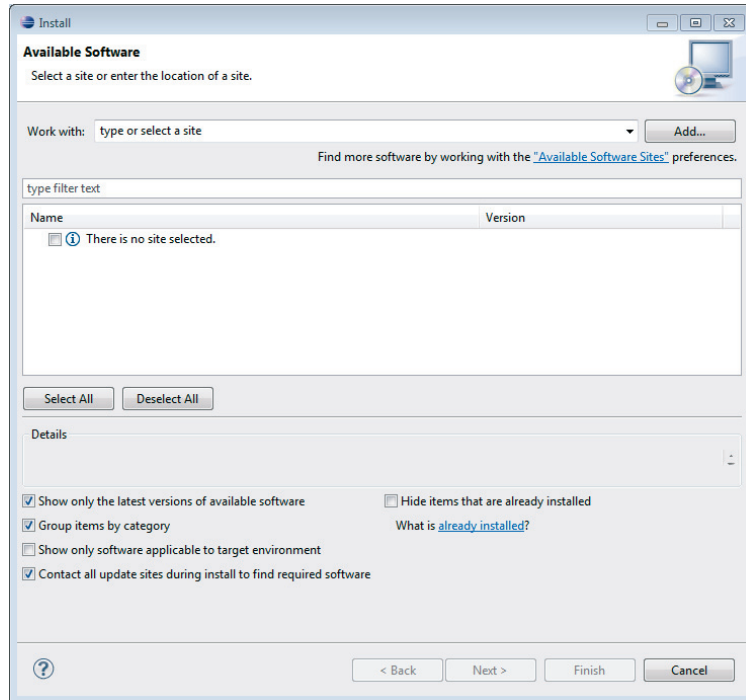 Install
Available Software
Select a site or enter the location of a site.
Work with: type or select a site Add...
Find more software by working with the "Available Software Sites" preferences.
type filter text
Name Version
There is no site selected.
Select All Deselect All
Details
Show only the latest versions of available software Hide items that are already installed
Group items by category What is already installed?
Show only software applicable to target environment
Contact all update sites during install to find required software
? < Back Next > Finish Cancel